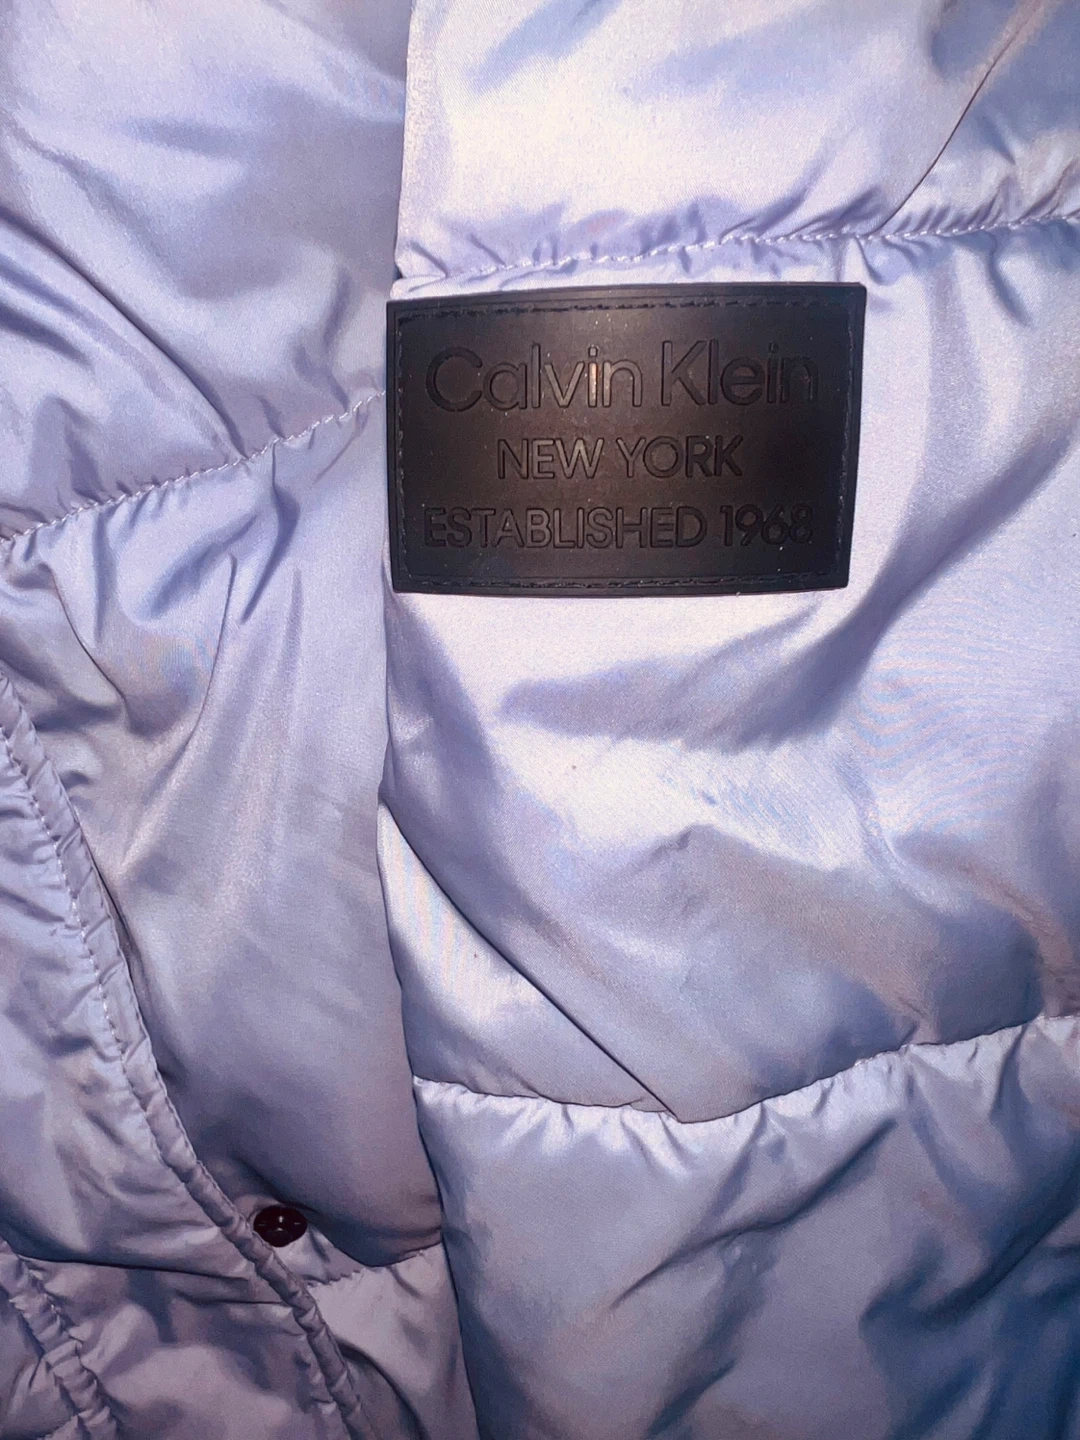 Calvin Klein
NEW YORK
ESTABLISHED 1968